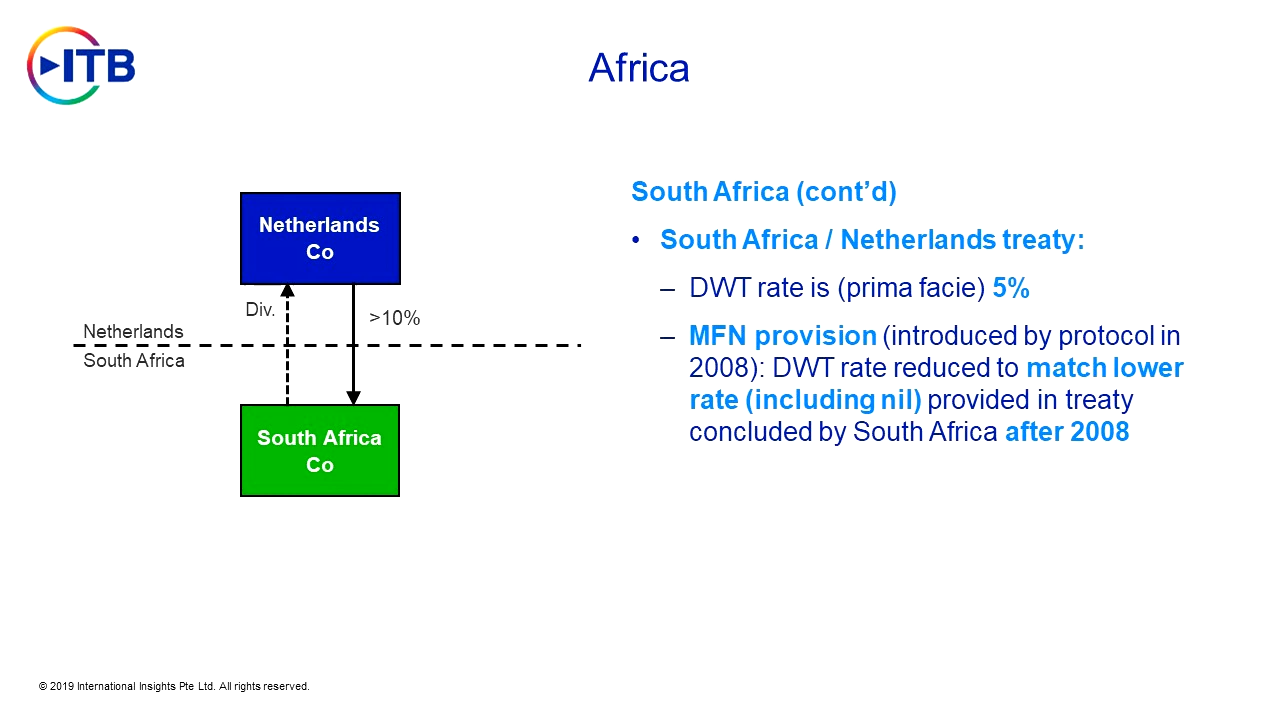 ITB
Africa
Netherlands
Co
Div.
>10%
Netherlands
South Africa
South Africa
Co
South Africa (cont’d)
• South Africa / Netherlands treaty:
– DWT rate is (prima facie) 5%
– MFN provision (introduced by protocol in
2008): DWT rate reduced to match lower
rate (including nil) provided in treaty
concluded by South Africa after 2008
© 2019 International Insights Pte Ltd. All rights reserved.